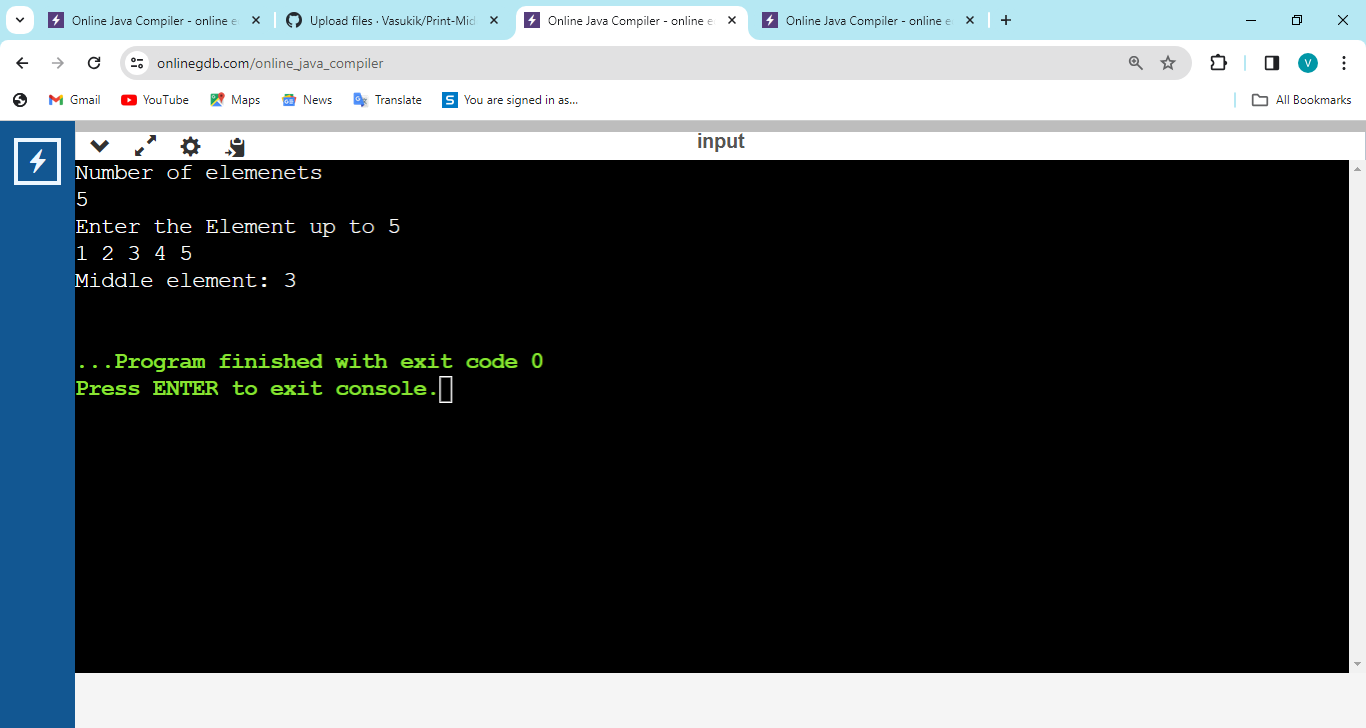 Online Java Compiler - online e
Upload files · Vasukik/Print-Mid
Online Java Compiler - online e
Online Java Compiler - online e
onlinegdb.com/online_java_compiler
V
Gmail
YouTube
Maps
News
Translate
S
You are signed in as...
All Bookmarks
input
Number of elemenets
5
Enter the Element up to 5
1 2 3 4 5
Middle element: 3
...Program finished with exit code 0
Press ENTER to exit console.